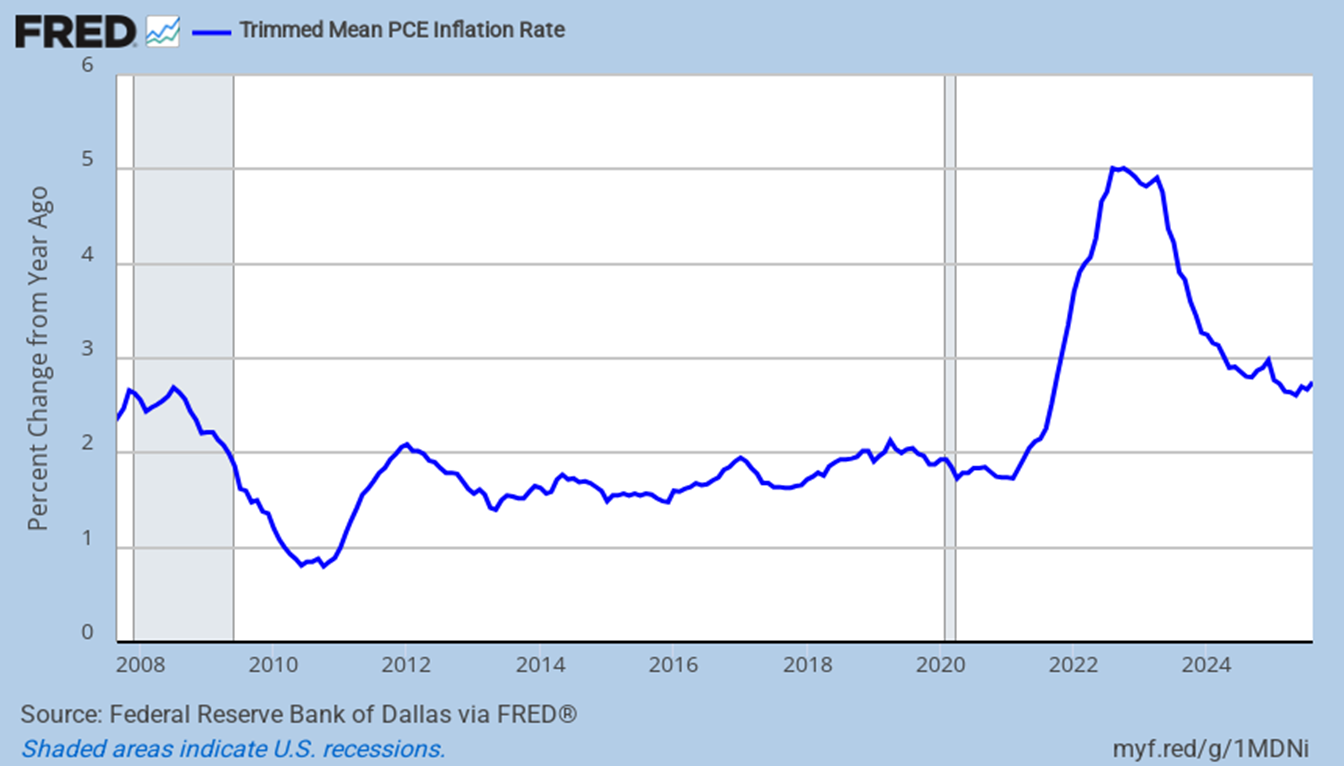 FRED Trimmed Mean PCE Inflation Rate
Percent Change from Year Ago
6
5
4
3
2
1
0
2008 2010 2012 2014 2016 2018 2020 2022 2024
Source: Federal Reserve Bank of Dallas via FRED®
Shaded areas indicate U.S. recessions.
myf.red/g/1MDNi